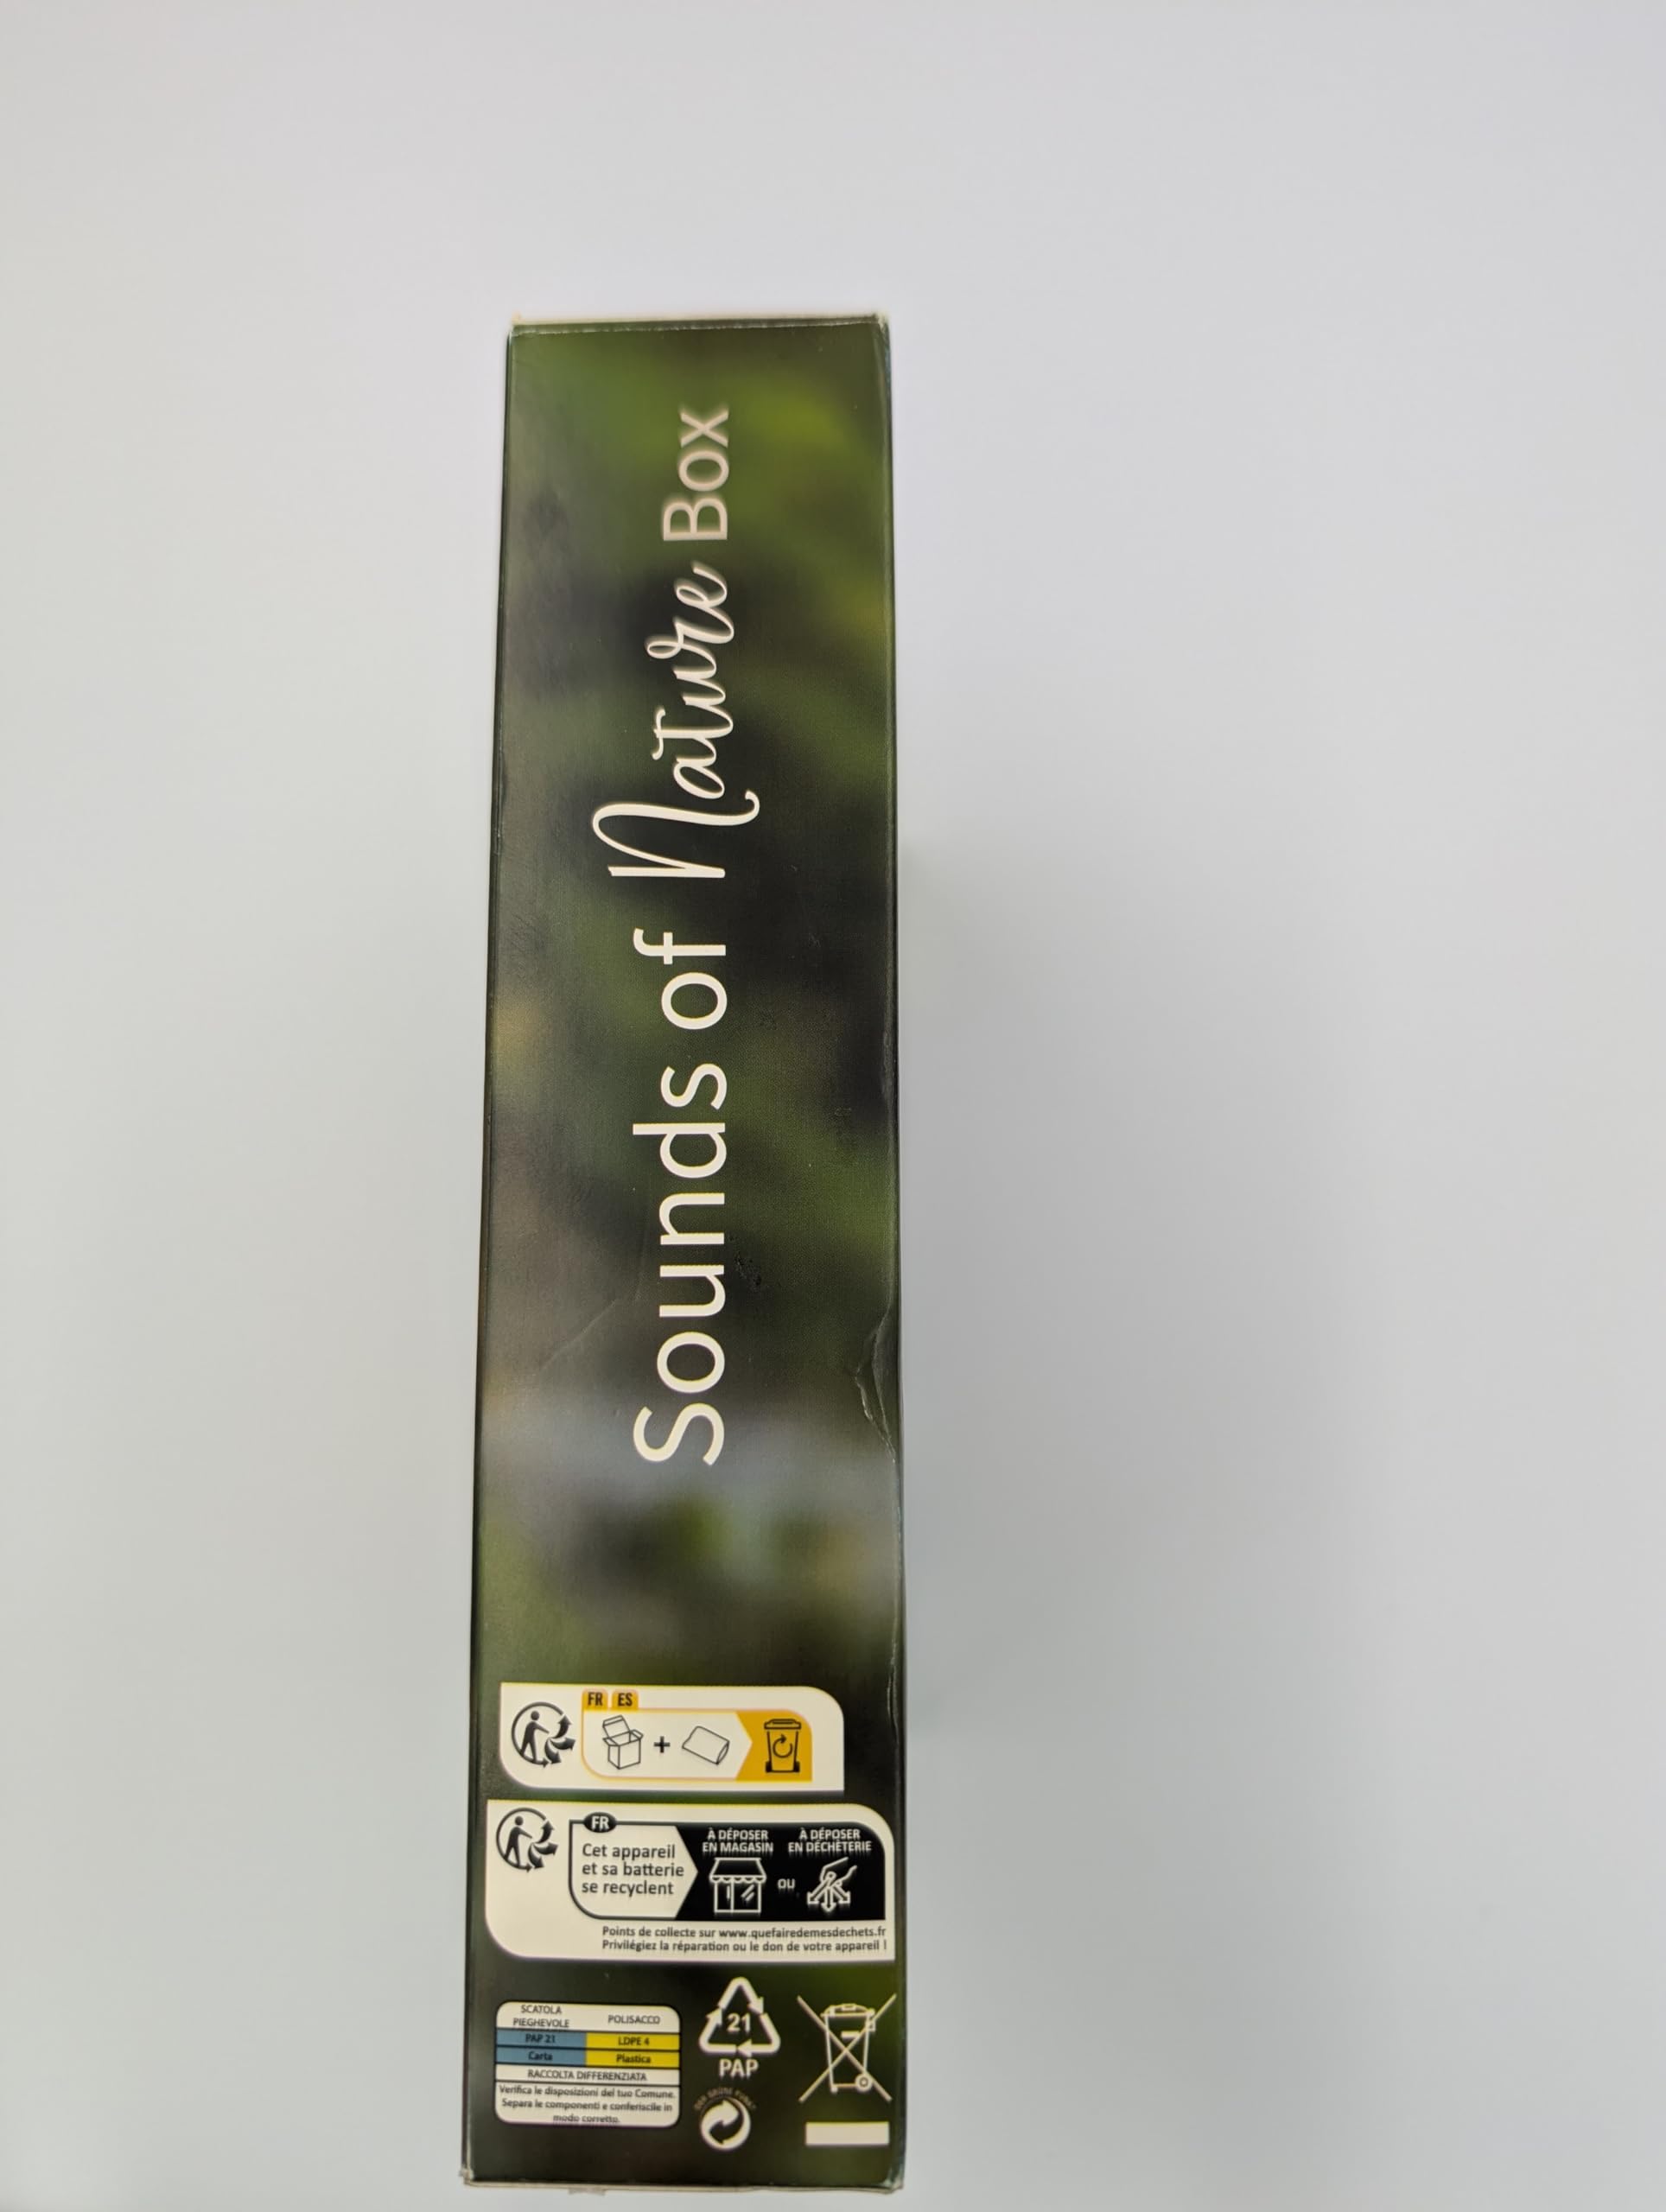 Sounds of Nature Box
FR ES
FR
Cet appareil
et sa batterie
se recyclent
À DÉPOSER
EN MAGASIN
OU
À DÉPOSER
EN DÉCHÈTERIE
Points de collecte sur www.quefairedemesdechets.fr
Privilégiez la réparation ou le don de votre appareil !
SCATOLA
PIEGHEVOLE
POLISACCO
PAP 21 LDPE 4
Carta Plastica
RACCOLTA DIFFERENZIATA
Verifica le disposizioni del tuo Comune.
Separa le componenti e conferiscile in
modo corretto.
21
PAP
DER GRÜNE PUNKT